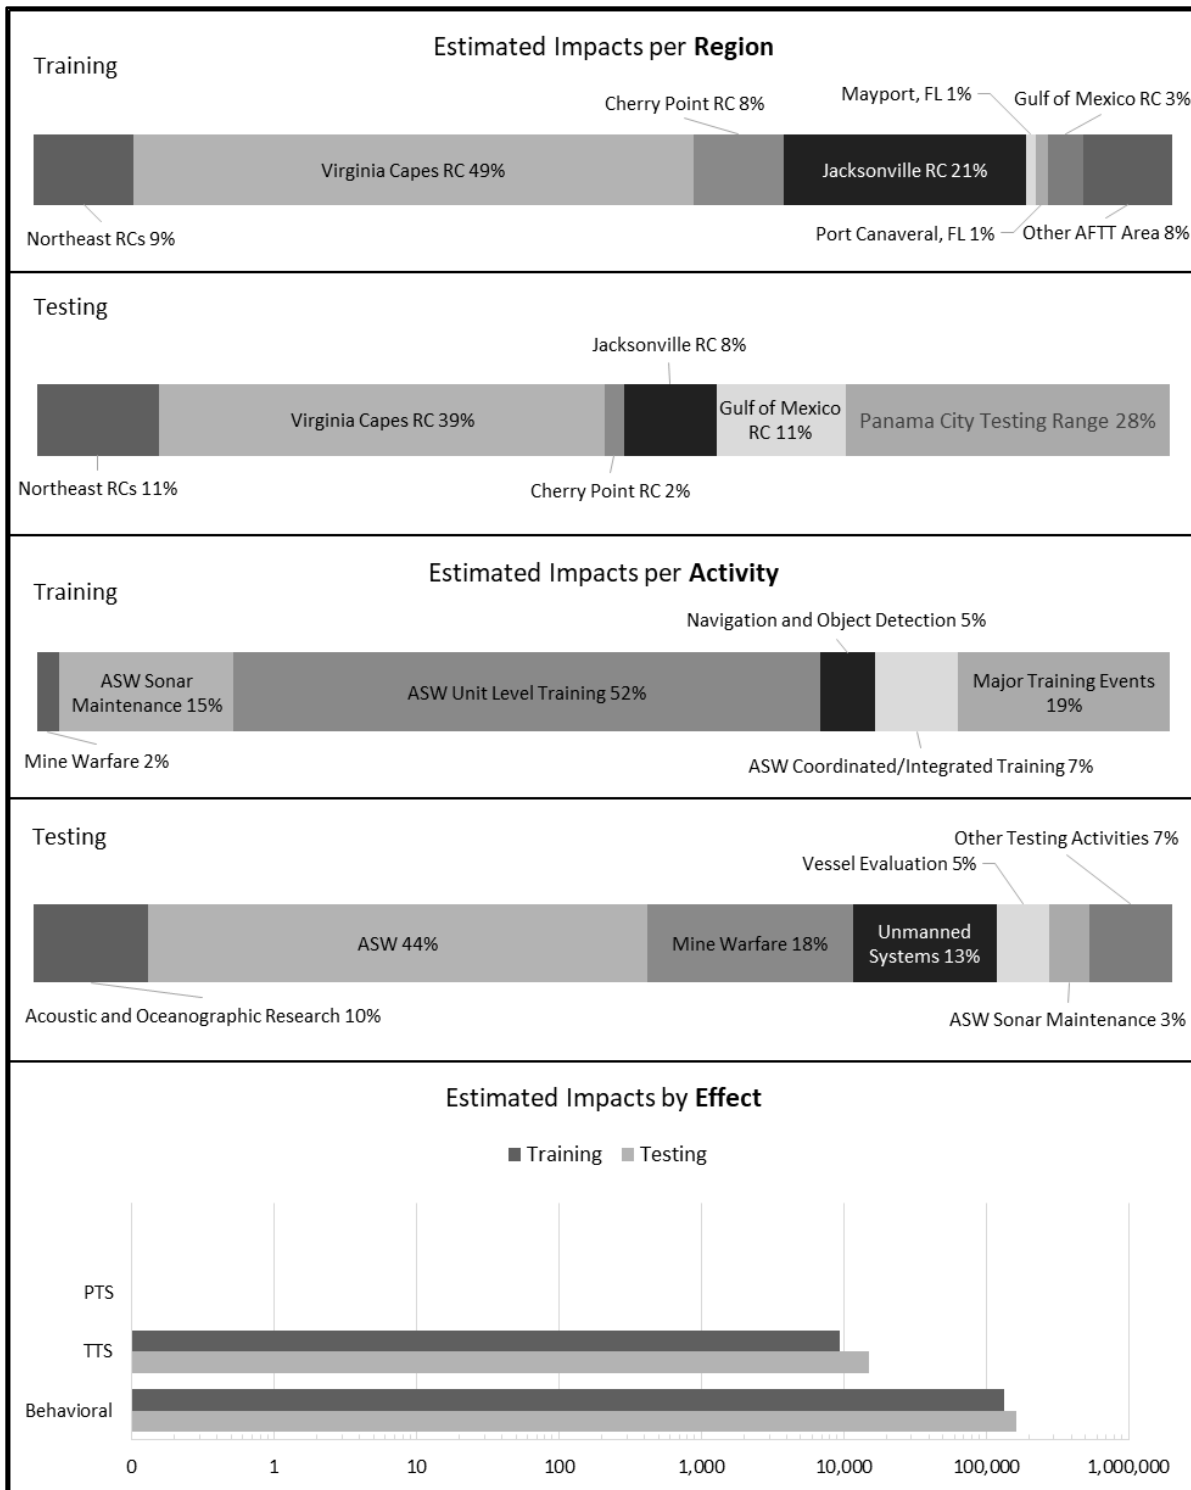 Estimated Impacts per Region
Training
Cherry Point RC 8%
Mayport, FL 1%
Gulf of Mexico RC 3%
Virginia Capes RC 49%
Jacksonville RC 21%
Northeast RCs 9%
Port Canaveral, FL 1%
Other AFTT Area 8%
Testing
Jacksonville RC 8%
Virginia Capes RC 39%
Gulf of Mexico
RC 11%
Panama City Testing Range 28%
Northeast RCs 11%
Cherry Point RC 2%
Estimated Impacts per Activity
Training
Navigation and Object Detection 5%
ASW Sonar
Maintenance 15%
ASW Unit Level Training 52%
Major Training Events
19%
Mine Warfare 2%
ASW Coordinated/Integrated Training 7%
Testing
Other Testing Activities 7%
Vessel Evaluation 5%
ASW 44%
Mine Warfare 18%
Unmanned
Systems 13%
Acoustic and Oceanographic Research 10%
ASW Sonar Maintenance 3%
Estimated Impacts by Effect
Training Testing
PTS
TTS
Behavioral
0 1 10 100 1,000 10,000 100,000 1,000,000